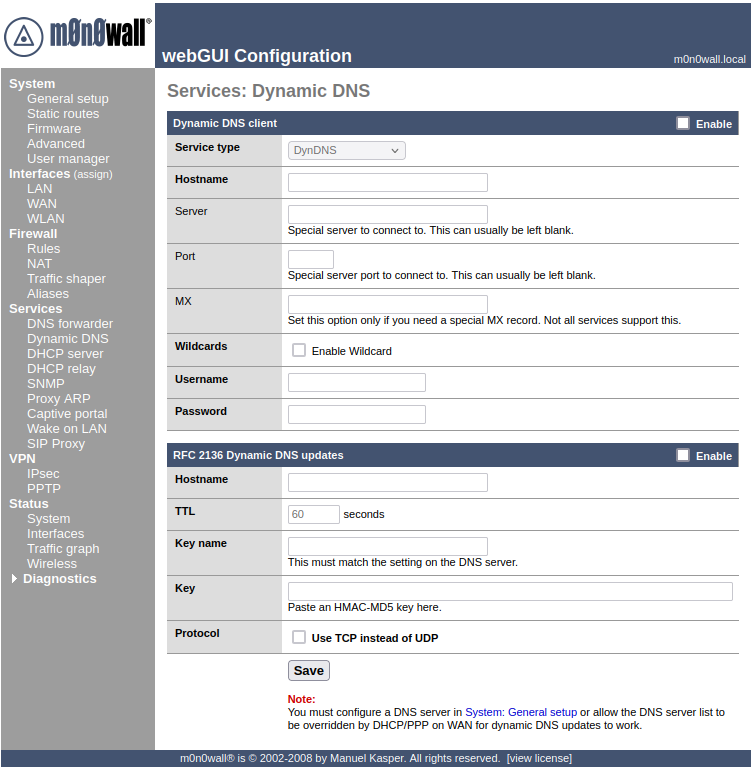 m0n0wall®
webGUI Configuration
m0n0wall.local
System
General setup
Static routes
Firmware
Advanced
User manager
Interfaces (assign)
LAN
WAN
WLAN
Firewall
Rules
NAT
Traffic shaper
Aliases
Services
DNS forwarder
Dynamic DNS
DHCP server
DHCP relay
SNMP
Proxy ARP
Captive portal
Wake on LAN
SIP Proxy
VPN
IPsec
PPTP
Status
System
Interfaces
Traffic graph
Wireless
Diagnostics
Services: Dynamic DNS
Dynamic DNS client Enable
Service type DynDNS
Hostname
Server
Special server to connect to. This can usually be left blank.
Port
Special server port to connect to. This can usually be left blank.
MX
Set this option only if you need a special MX record. Not all services support this.
Wildcards Enable Wildcard
Username
Password
RFC 2136 Dynamic DNS updates Enable
Hostname
TTL 60 seconds
Key name
This must match the setting on the DNS server.
Key
Paste an HMAC-MD5 key here.
Protocol Use TCP instead of UDP
Save
Note:
You must configure a DNS server in System: General setup or allow the DNS server list to
be overridden by DHCP/PPP on WAN for dynamic DNS updates to work.
m0n0wall® is © 2002-2008 by Manuel Kasper. All rights reserved. [view license]